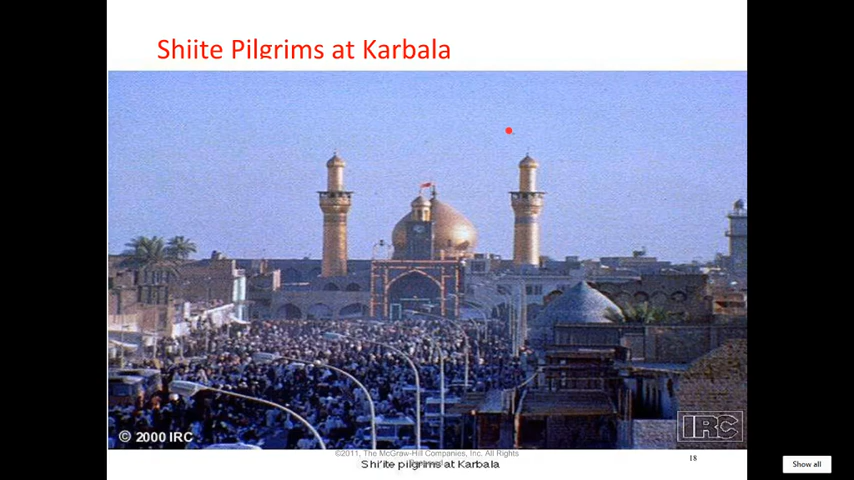 Shiite Pilgrims at Karbala
© 2000 IRC
IRC
©2011, The McGraw-Hill Companies, Inc. All Rights
Shi'ite pilgrims at Karbala
18
Show all